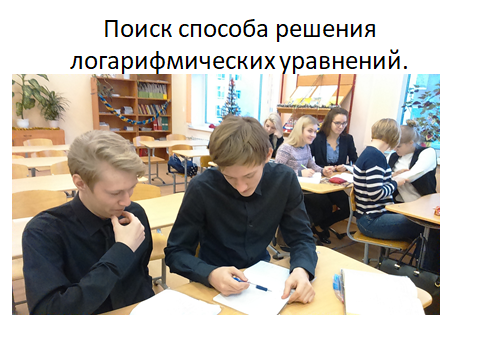 Поиск способа решения
логарифмических уравнений.